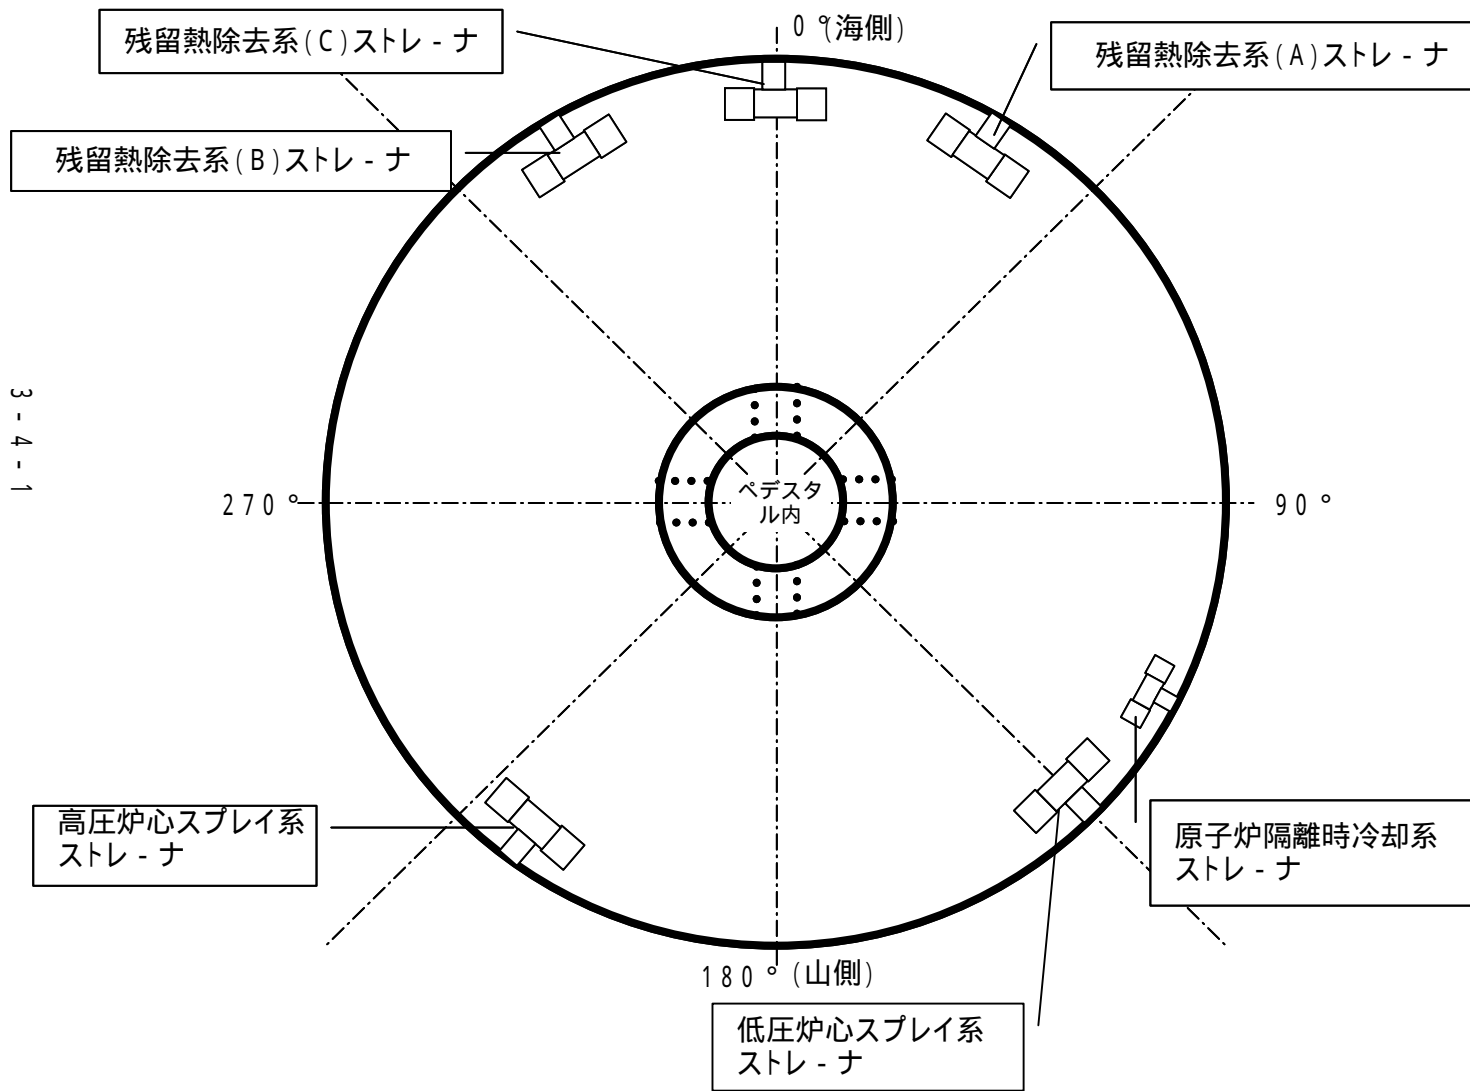 0°(海側)
残留熱除去系(C)ストレ-ナ
残留熱除去系(A)ストレ-ナ
残留熱除去系(B)ストレ-ナ
3-4-1
270°
ペデスタ
ル内
90°
高圧炉心スプレイ系
ストレ-ナ
原子炉隔離時冷却系
ストレ-ナ
180°(山側)
低圧炉心スプレイ系
ストレ-ナ